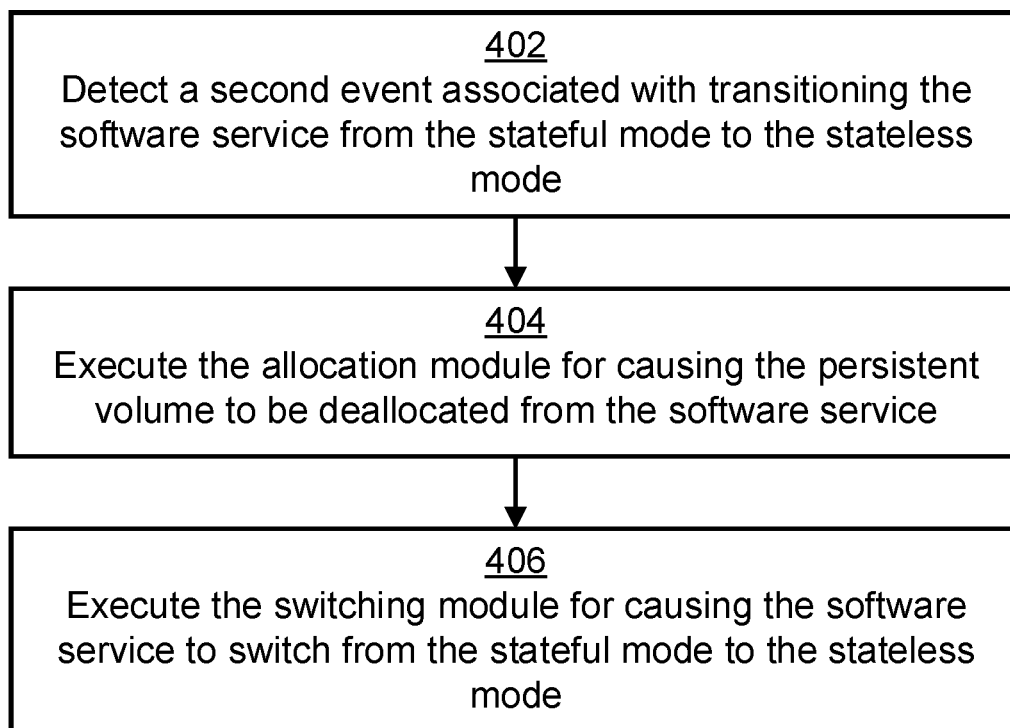 402
Detect a second event associated with transitioning the
software service from the stateful mode to the stateless
mode
404
Execute the allocation module for causing the persistent
volume to be deallocated from the software service
406
Execute the switching module for causing the software
service to switch from the stateful mode to the stateless
mode